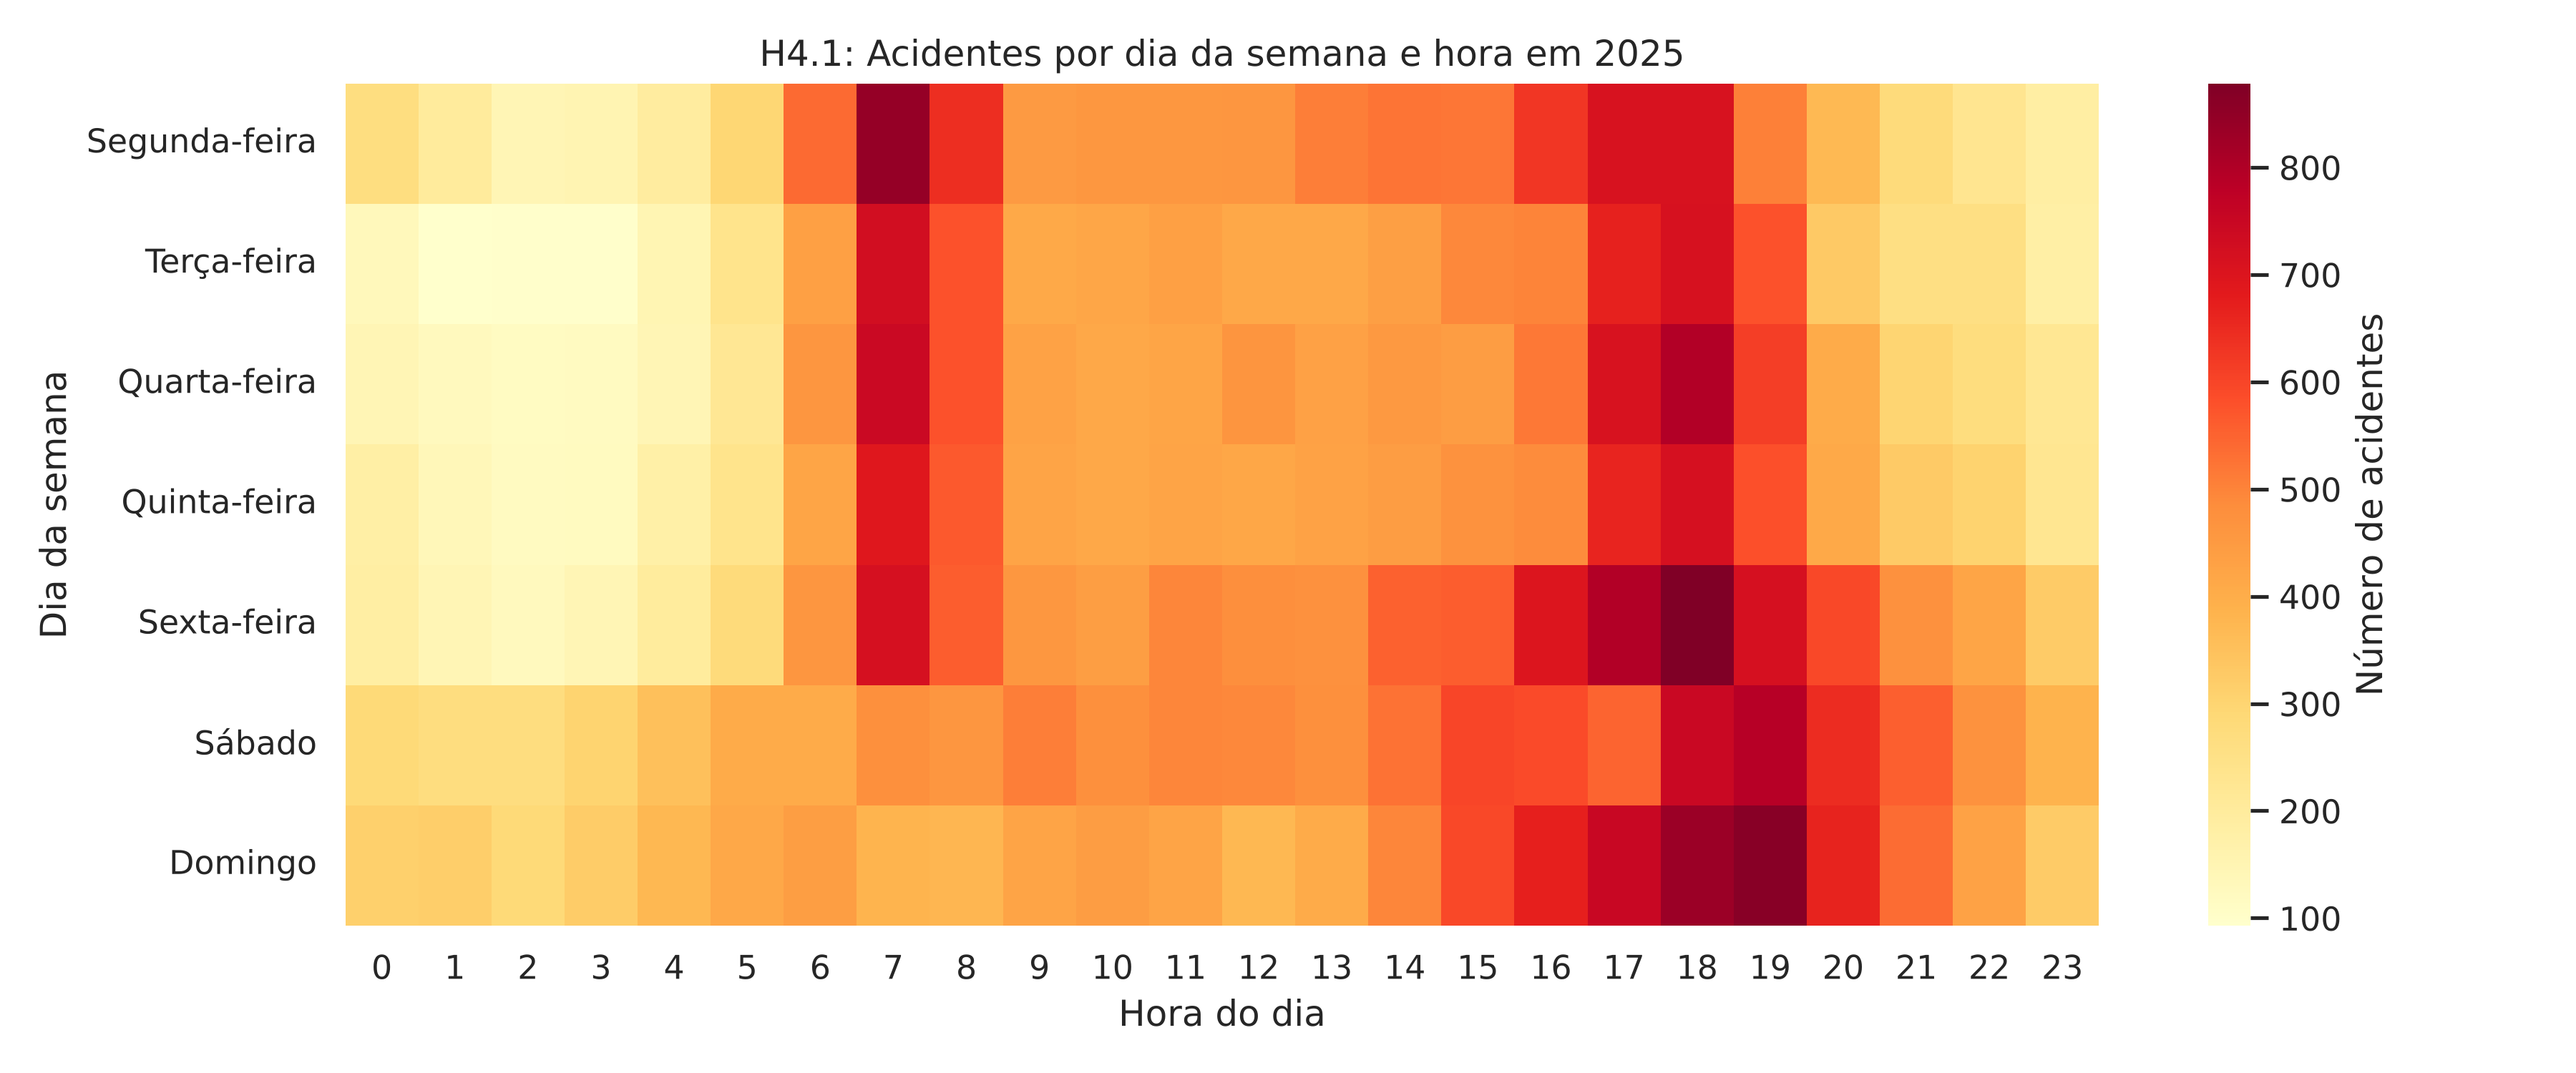 H4.1: Acidentes por dia da semana e hora em 2025
Dia da semana
Segunda-feira
Terça-feira
Quarta-feira
Quinta-feira
Sexta-feira
Sábado
Domingo
0 1 2 3 4 5 6 7 8 9 10 11 12 13 14 15 16 17 18 19 20 21 22 23
Hora do dia
800
700
600
500
400
300
200
100
Número de acidentes